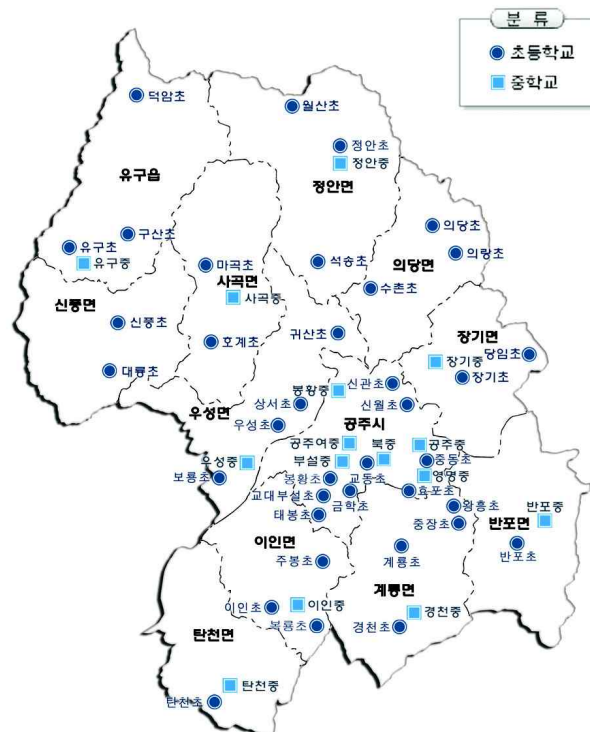 분 류
초등학교
중학교
덕암초
월산초
정안초
정안중
유구읍
정안면
의당초
구산초
유구초
유구중
의랑초
마곡초
석송초
의당면
사곡면
사곡중
수촌초
신풍면
신풍초
호계초
귀산초
장기면
당암초
장기중
장기초
대룡초
봉황중
신관초
우성면
상서초
신월초
우성초
공주시
공주여중
북중
공주중
우성중
부설중
중동초
보룡초
봉황초
교동초
영명중
교대부설초
금학초
효포초
왕흥초
태봉초
중장초
반포면
반포중
이인면
계룡초
반포초
주봉초
계룡면
이인초
이인중
경천중
탄천면
복룡초
경천초
탄천중
탄천초